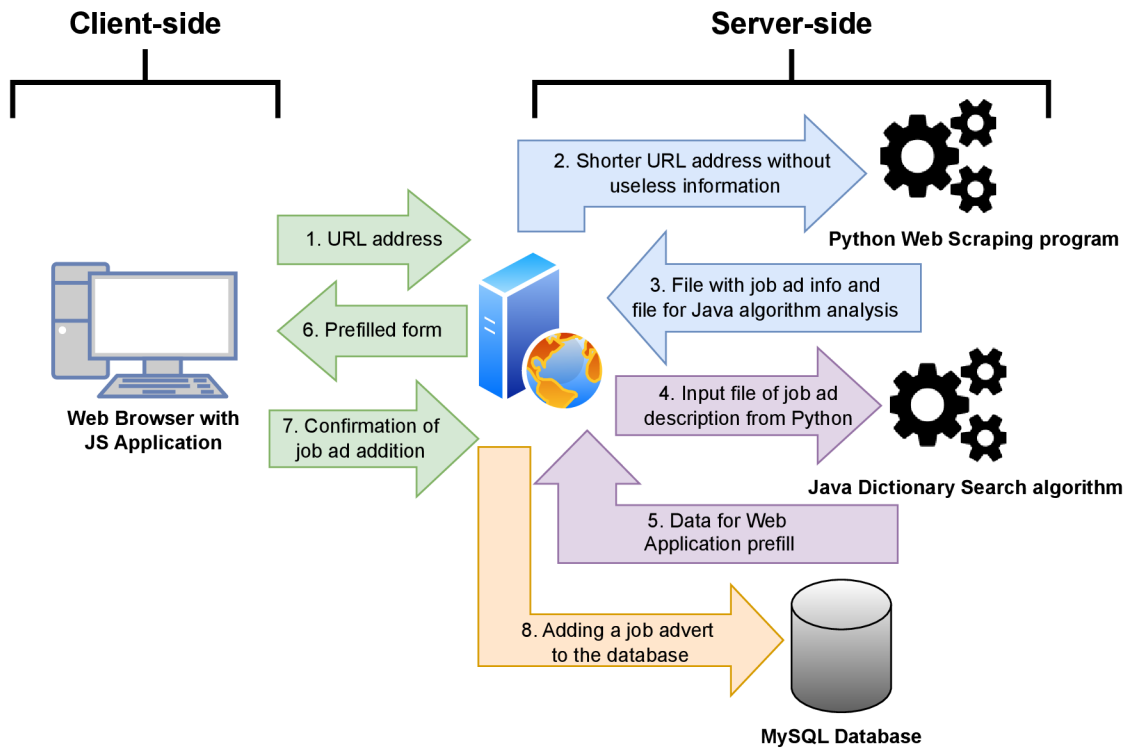 Client-side
Server-side
2. Shorter URL address without
useless information
Python Web Scraping program
1. URL address
3. File with job ad info and
file for Java algorithm analysis
6. Prefilled form
4. Input file of job ad
description from Python
Web Browser with
JS Application
7. Confirmation of
job ad addition
Java Dictionary Search algorithm
5. Data for Web
Application prefill
8. Adding a job advert
to the database
MySQL Database